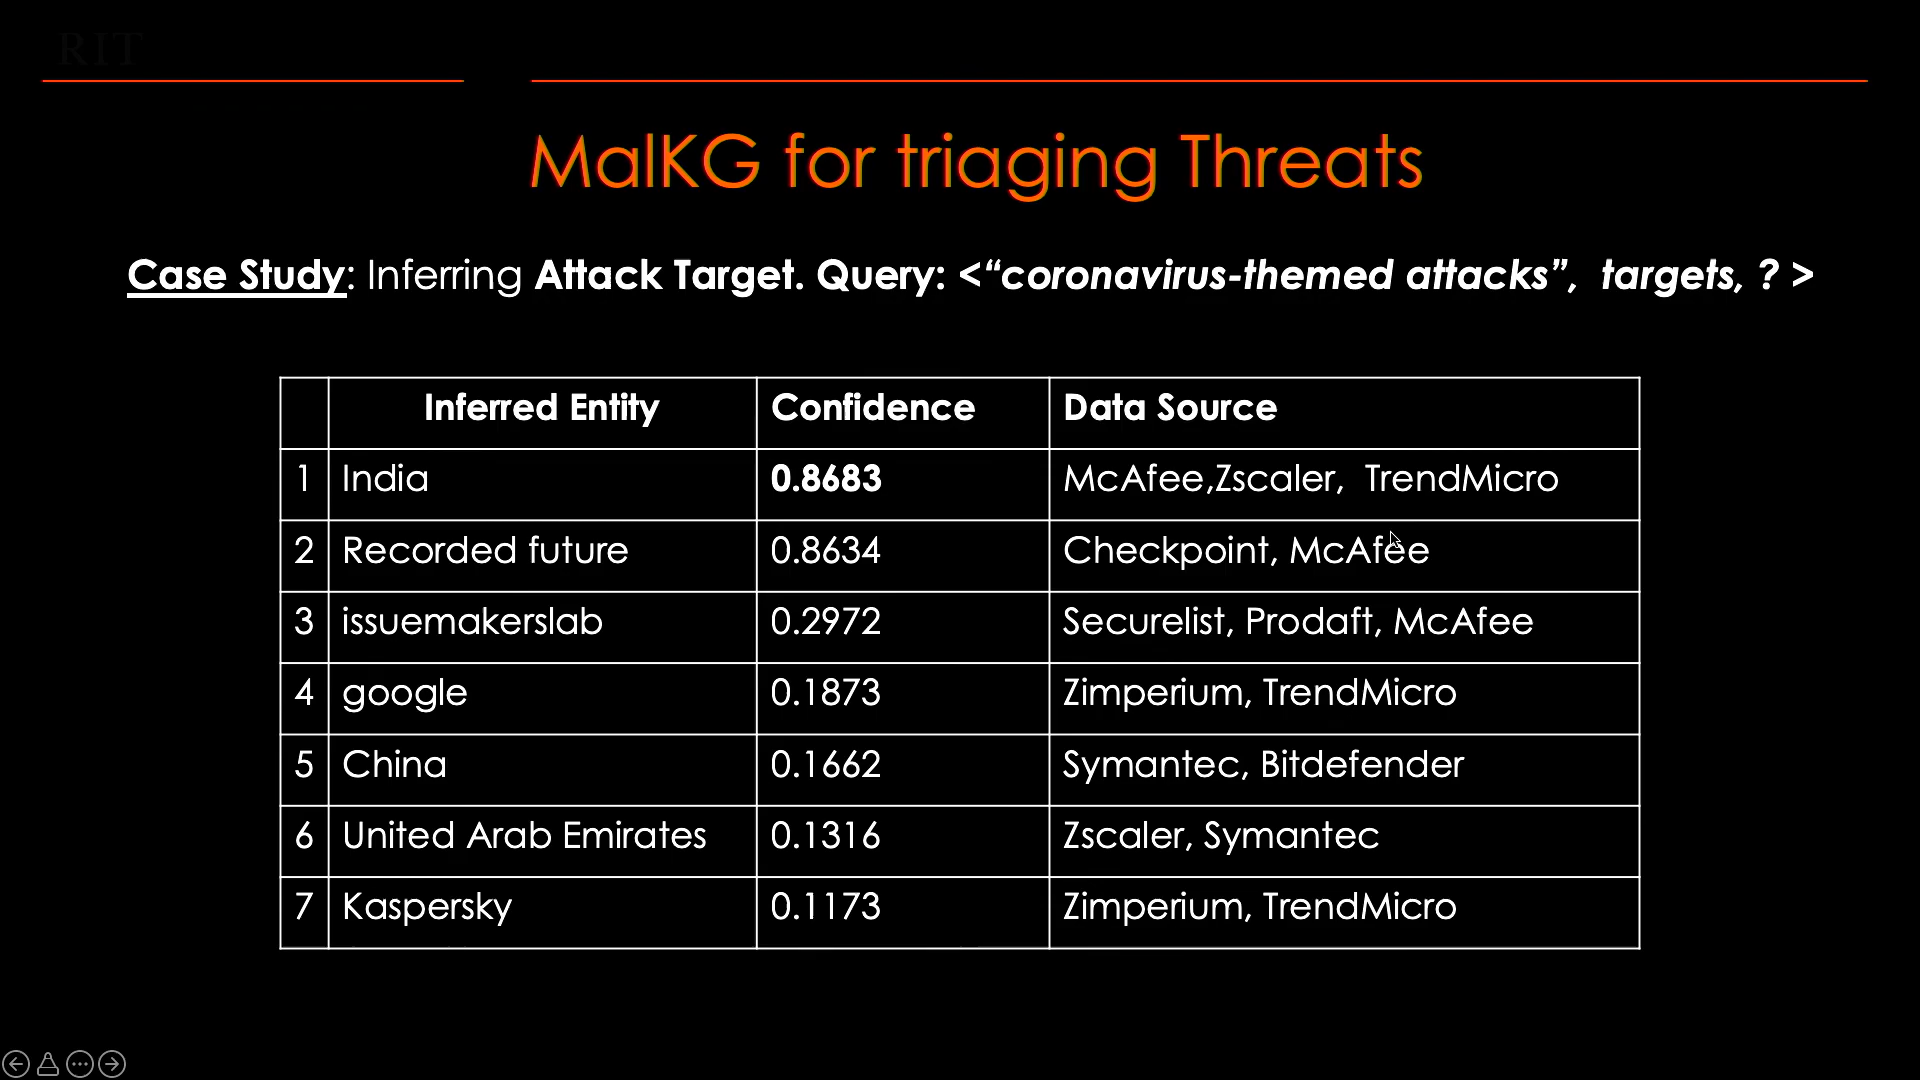 RIT
MalKG for triaging Threats
Case Study: Inferring Attack Target. Query: <“coronavirus-themed attacks”, targets, ? >
Inferred Entity Confidence Data Source
1 India 0.8683 McAfee,Zscaler, TrendMicro
2 Recorded future 0.8634 Checkpoint, McAfee
3 issuemakerslab 0.2972 Securelist, Prodaft, McAfee
4 google 0.1873 Zimperium, TrendMicro
5 China 0.1662 Symantec, Bitdefender
6 United Arab Emirates 0.1316 Zscaler, Symantec
7 Kaspersky 0.1173 Zimperium, TrendMicro